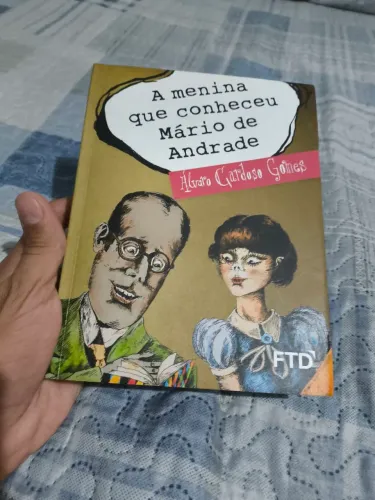 A menina
que conheceu
Mário de
Andrade
Álvaro Cardoso Gomes
FTD